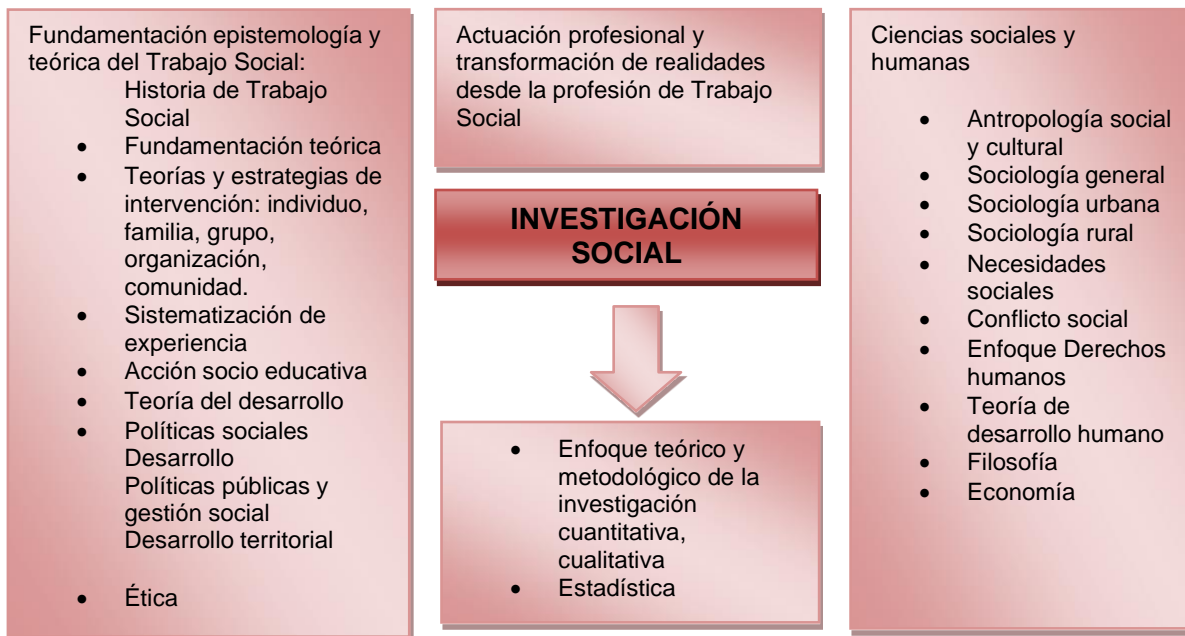 Fundamentación epistemología y
teórica del Trabajo Social:
Historia de Trabajo
Social
• Fundamentación teórica
• Teorías y estrategias de
intervención: individuo,
familia, grupo,
organización,
comunidad.
• Sistematización de
experiencia
• Acción socio educativa
• Teoría del desarrollo
• Políticas sociales
Desarrollo
Políticas públicas y
gestión social
Desarrollo territorial
• Ética
Actuación profesional y
transformación de realidades
desde la profesión de Trabajo
Social
INVESTIGACIÓN
SOCIAL
• Enfoque teórico y
metodológico de la
investigación
cuantitativa,
cualitativa
• Estadística
Ciencias sociales y
humanas
• Antropología social
y cultural
• Sociología general
• Sociología urbana
• Sociología rural
• Necesidades
sociales
• Conflicto social
• Enfoque Derechos
humanos
• Teoría de
desarrollo humano
• Filosofía
• Economía